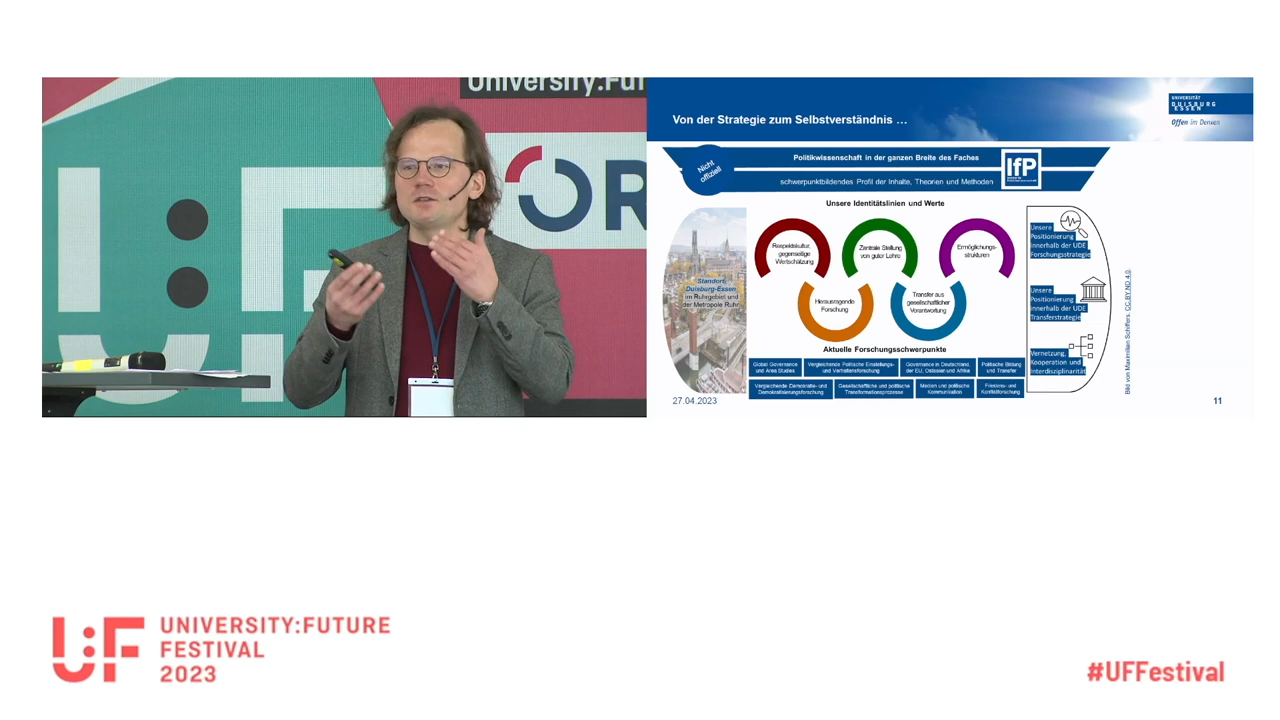 University:Fut
OR
Von der Strategie zum Selbstverständnis …
UNIVERSITÄT
DUISBURG
ESSEN
Offen im Denken
Nicht
offiziell
Politikwissenschaft in der ganzen Breite des Faches
schwerpunktbildendes Profil der Inhalte, Theorien und Methoden
IfP
Unsere Identitätslinien und Werte
Respektskultur,
gegenseitige
Wertschätzung
Zentrale Stellung
von guter Lehre
Ermöglichungs-
strukturen
Herausragende
Forschung
Transfer aus
gesellschaftlicher
Verantwortung
Standort:
Duisburg-Essen
im Ruhrgebiet und
der Metropole Ruhr
Unsere
Positionierung
innerhalb der UDE
Forschungsstrategie
Unsere
Positionierung
innerhalb der UDE
Transferstrategie
Vernetzung,
Kooperation und
Interdisziplinarität
Aktuelle Forschungsschwerpunkte
Global Governance
und Area Studies
Vergleichende Politische Einstellungs-
und Verhaltensforschung
Governance in Deutschland,
der EU, Ostasien und Afrika
Politische Bildung
und Transfer
Vergleichende Demokratie- und
Demokratisierungsforschung
Gesellschaftliche und politische
Transformationsprozesse
Medien und politische
Kommunikation
Friedens- und
Konfliktforschung
Bild von Maximilian Schiffers, CC BY ND 4.0
27.04.2023
11
U:F
UNIVERSITY:FUTURE
FESTIVAL
2023
#UFFestival